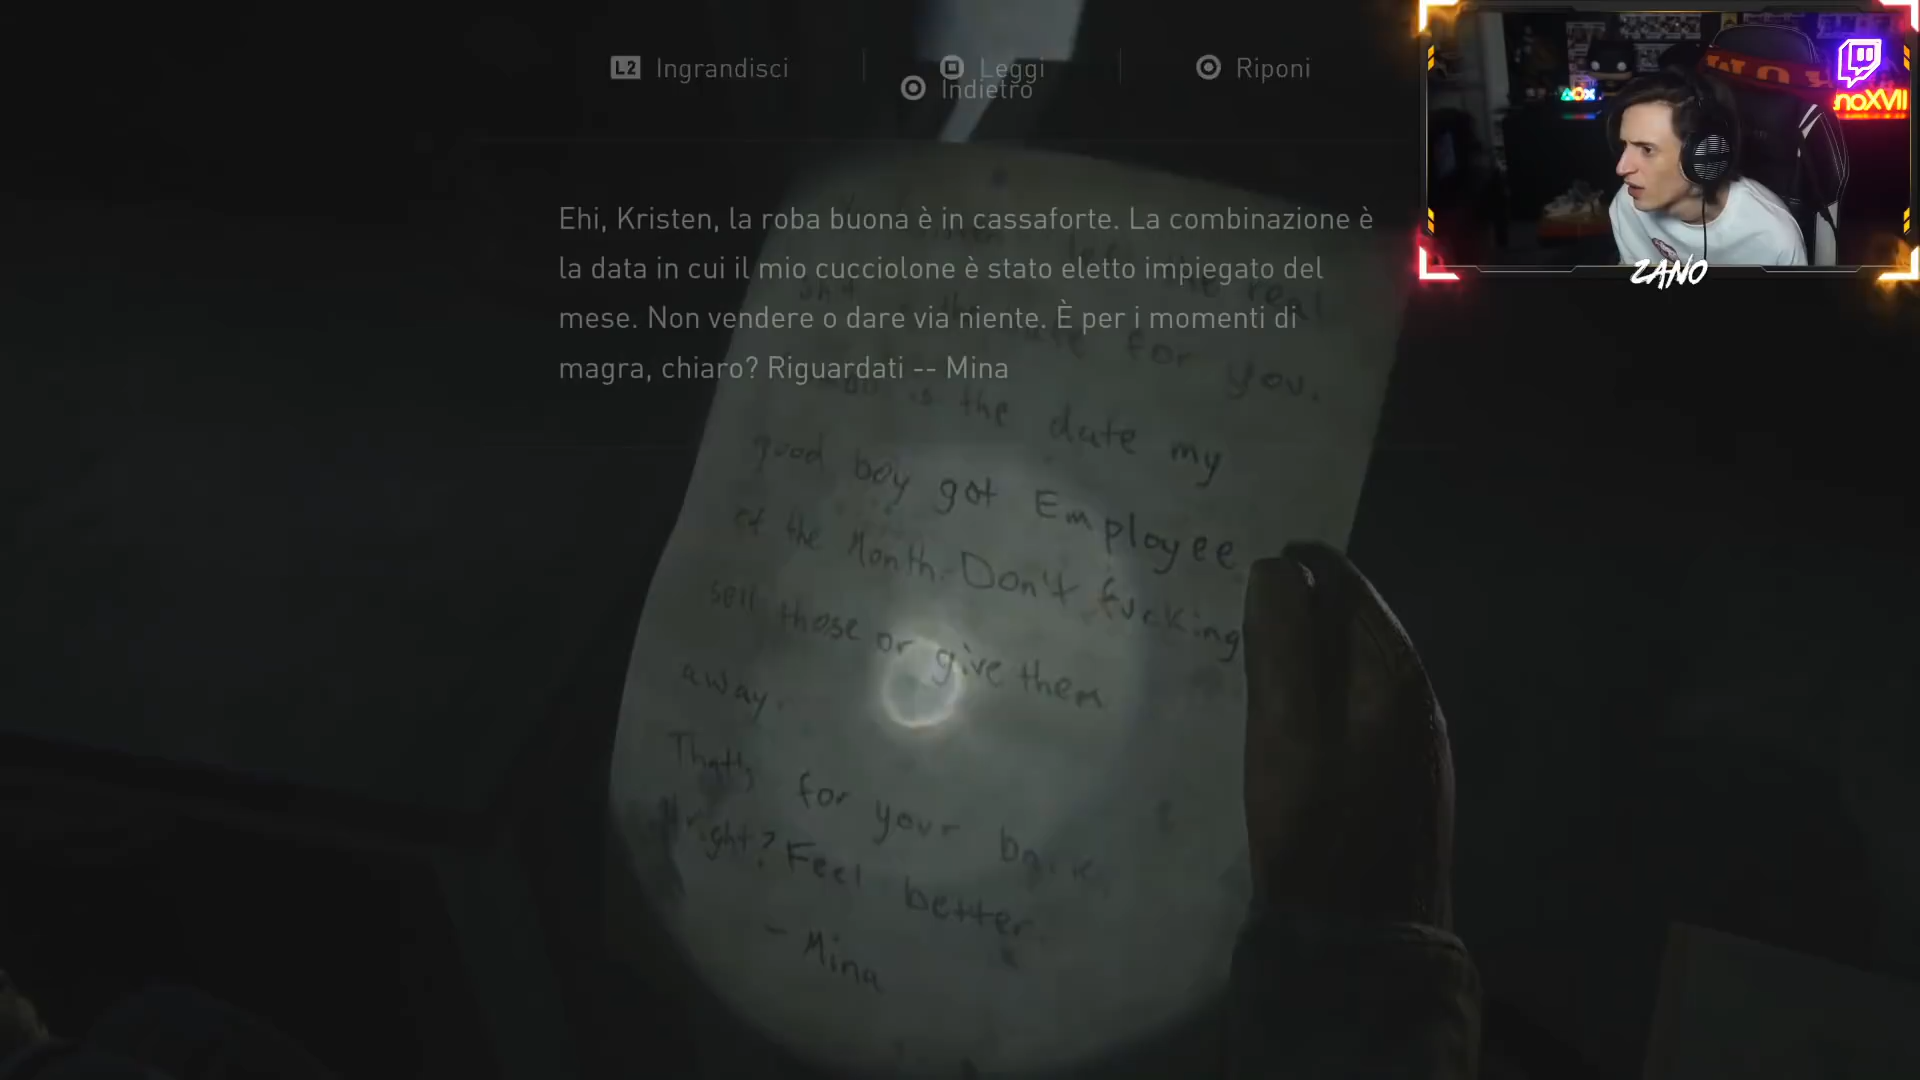 L2 Ingrandisci
Leggi
Riponi
Indietro
noXVII
ZANO
Ehi, Kristen, la roba buona è in cassaforte. La combinazione è
la data in cui il mio cucciolone è stato eletto impiegato del
mese. Non vendere o dare via niente. È per i momenti di
magra, chiaro? Riguardati -- Mina
the real
for you.
is the date my
good boy got Employee
of the Month. Don't fucking
sell those or give them
away.
for your
right? Feel better
- Mina